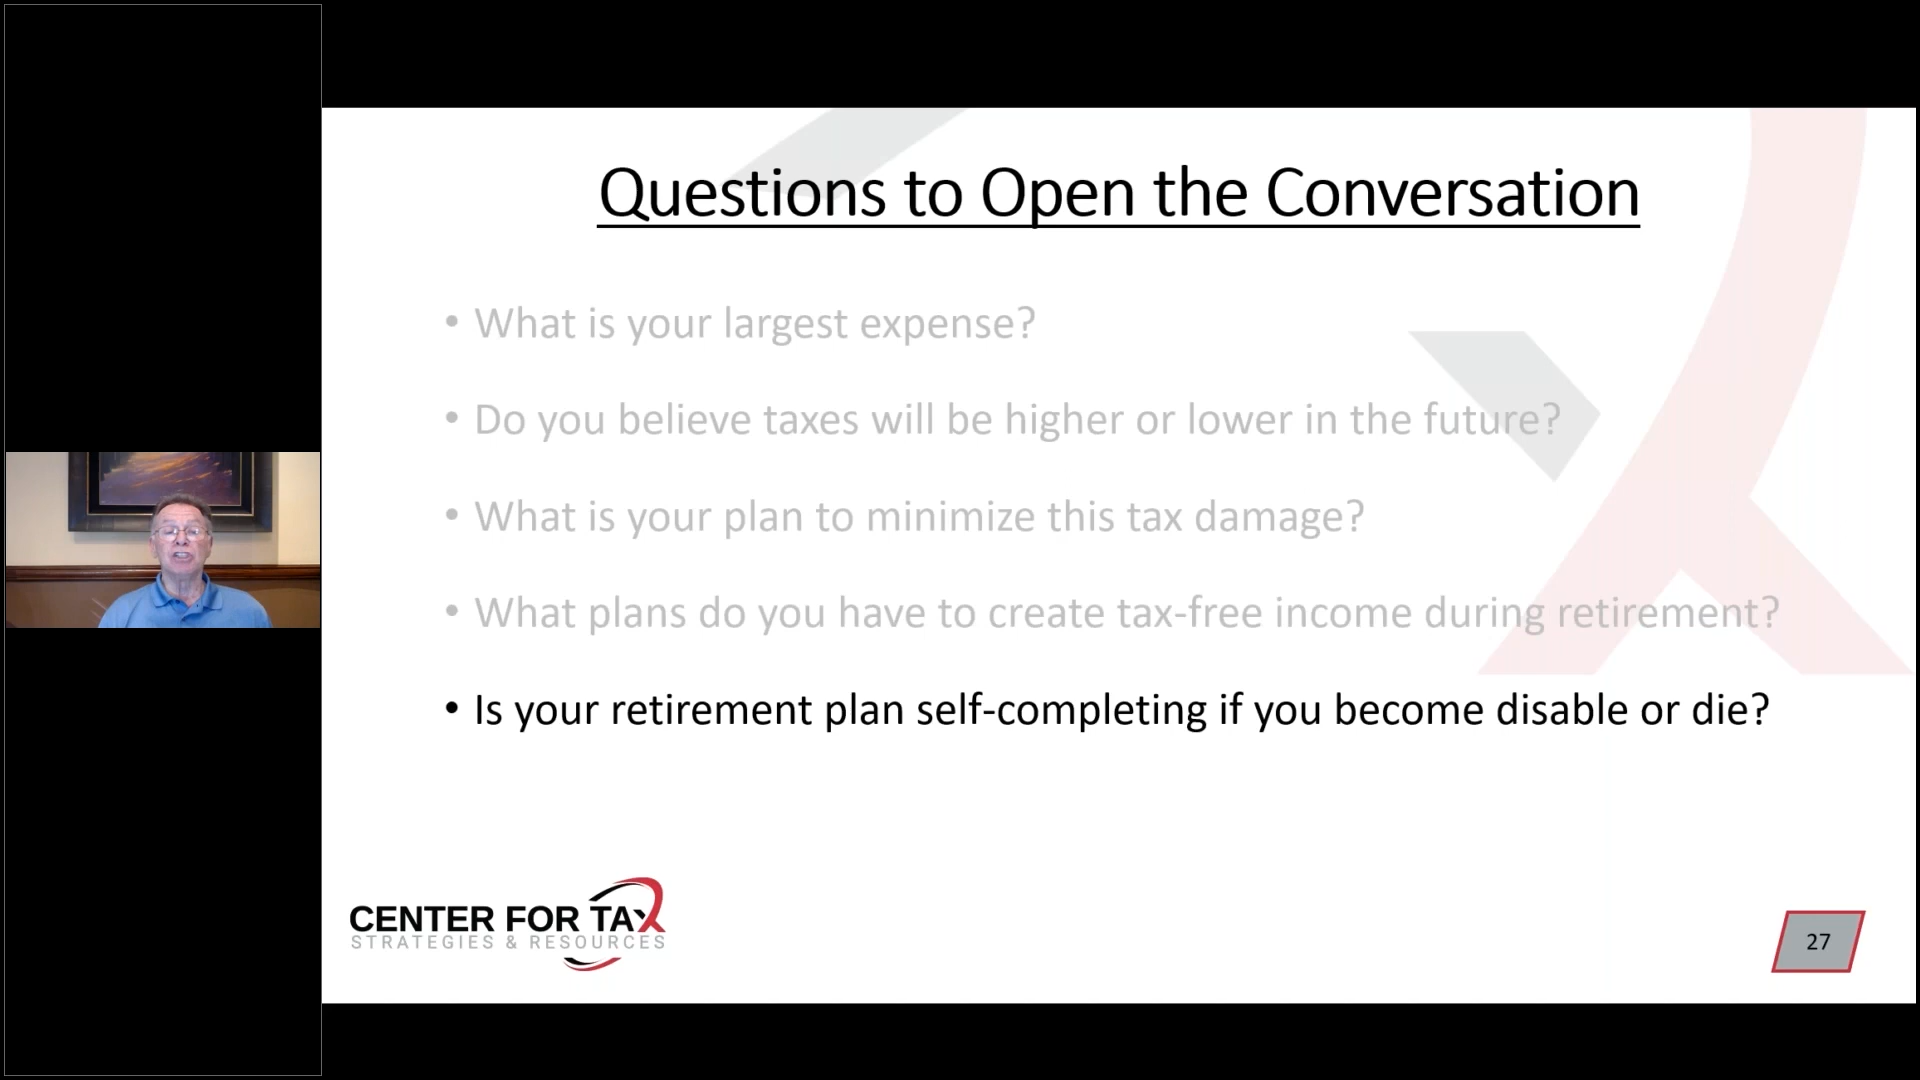 Questions to Open the Conversation
• What is your largest expense?
• Do you believe taxes will be higher or lower in the future?
• What is your plan to minimize this tax damage?
• What plans do you have to create tax-free income during retirement?
• Is your retirement plan self-completing if you become disable or die?
CENTER FOR TAX
STRATEGIES & RESOURCES
27